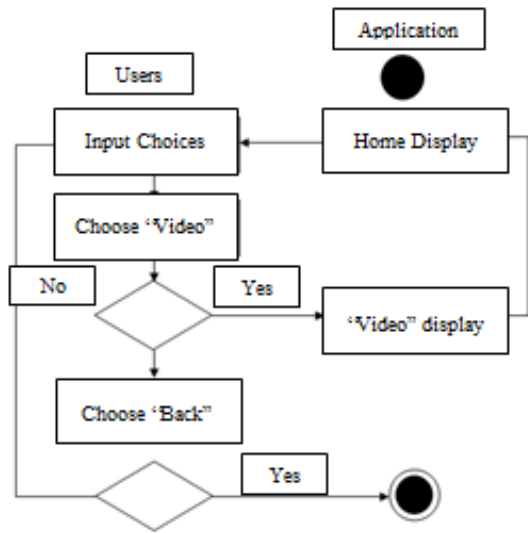 Application
Users
Input Choices
Home Display
Choose “Video”
No
Yes
“Video” display
Choose “Back”
Yes